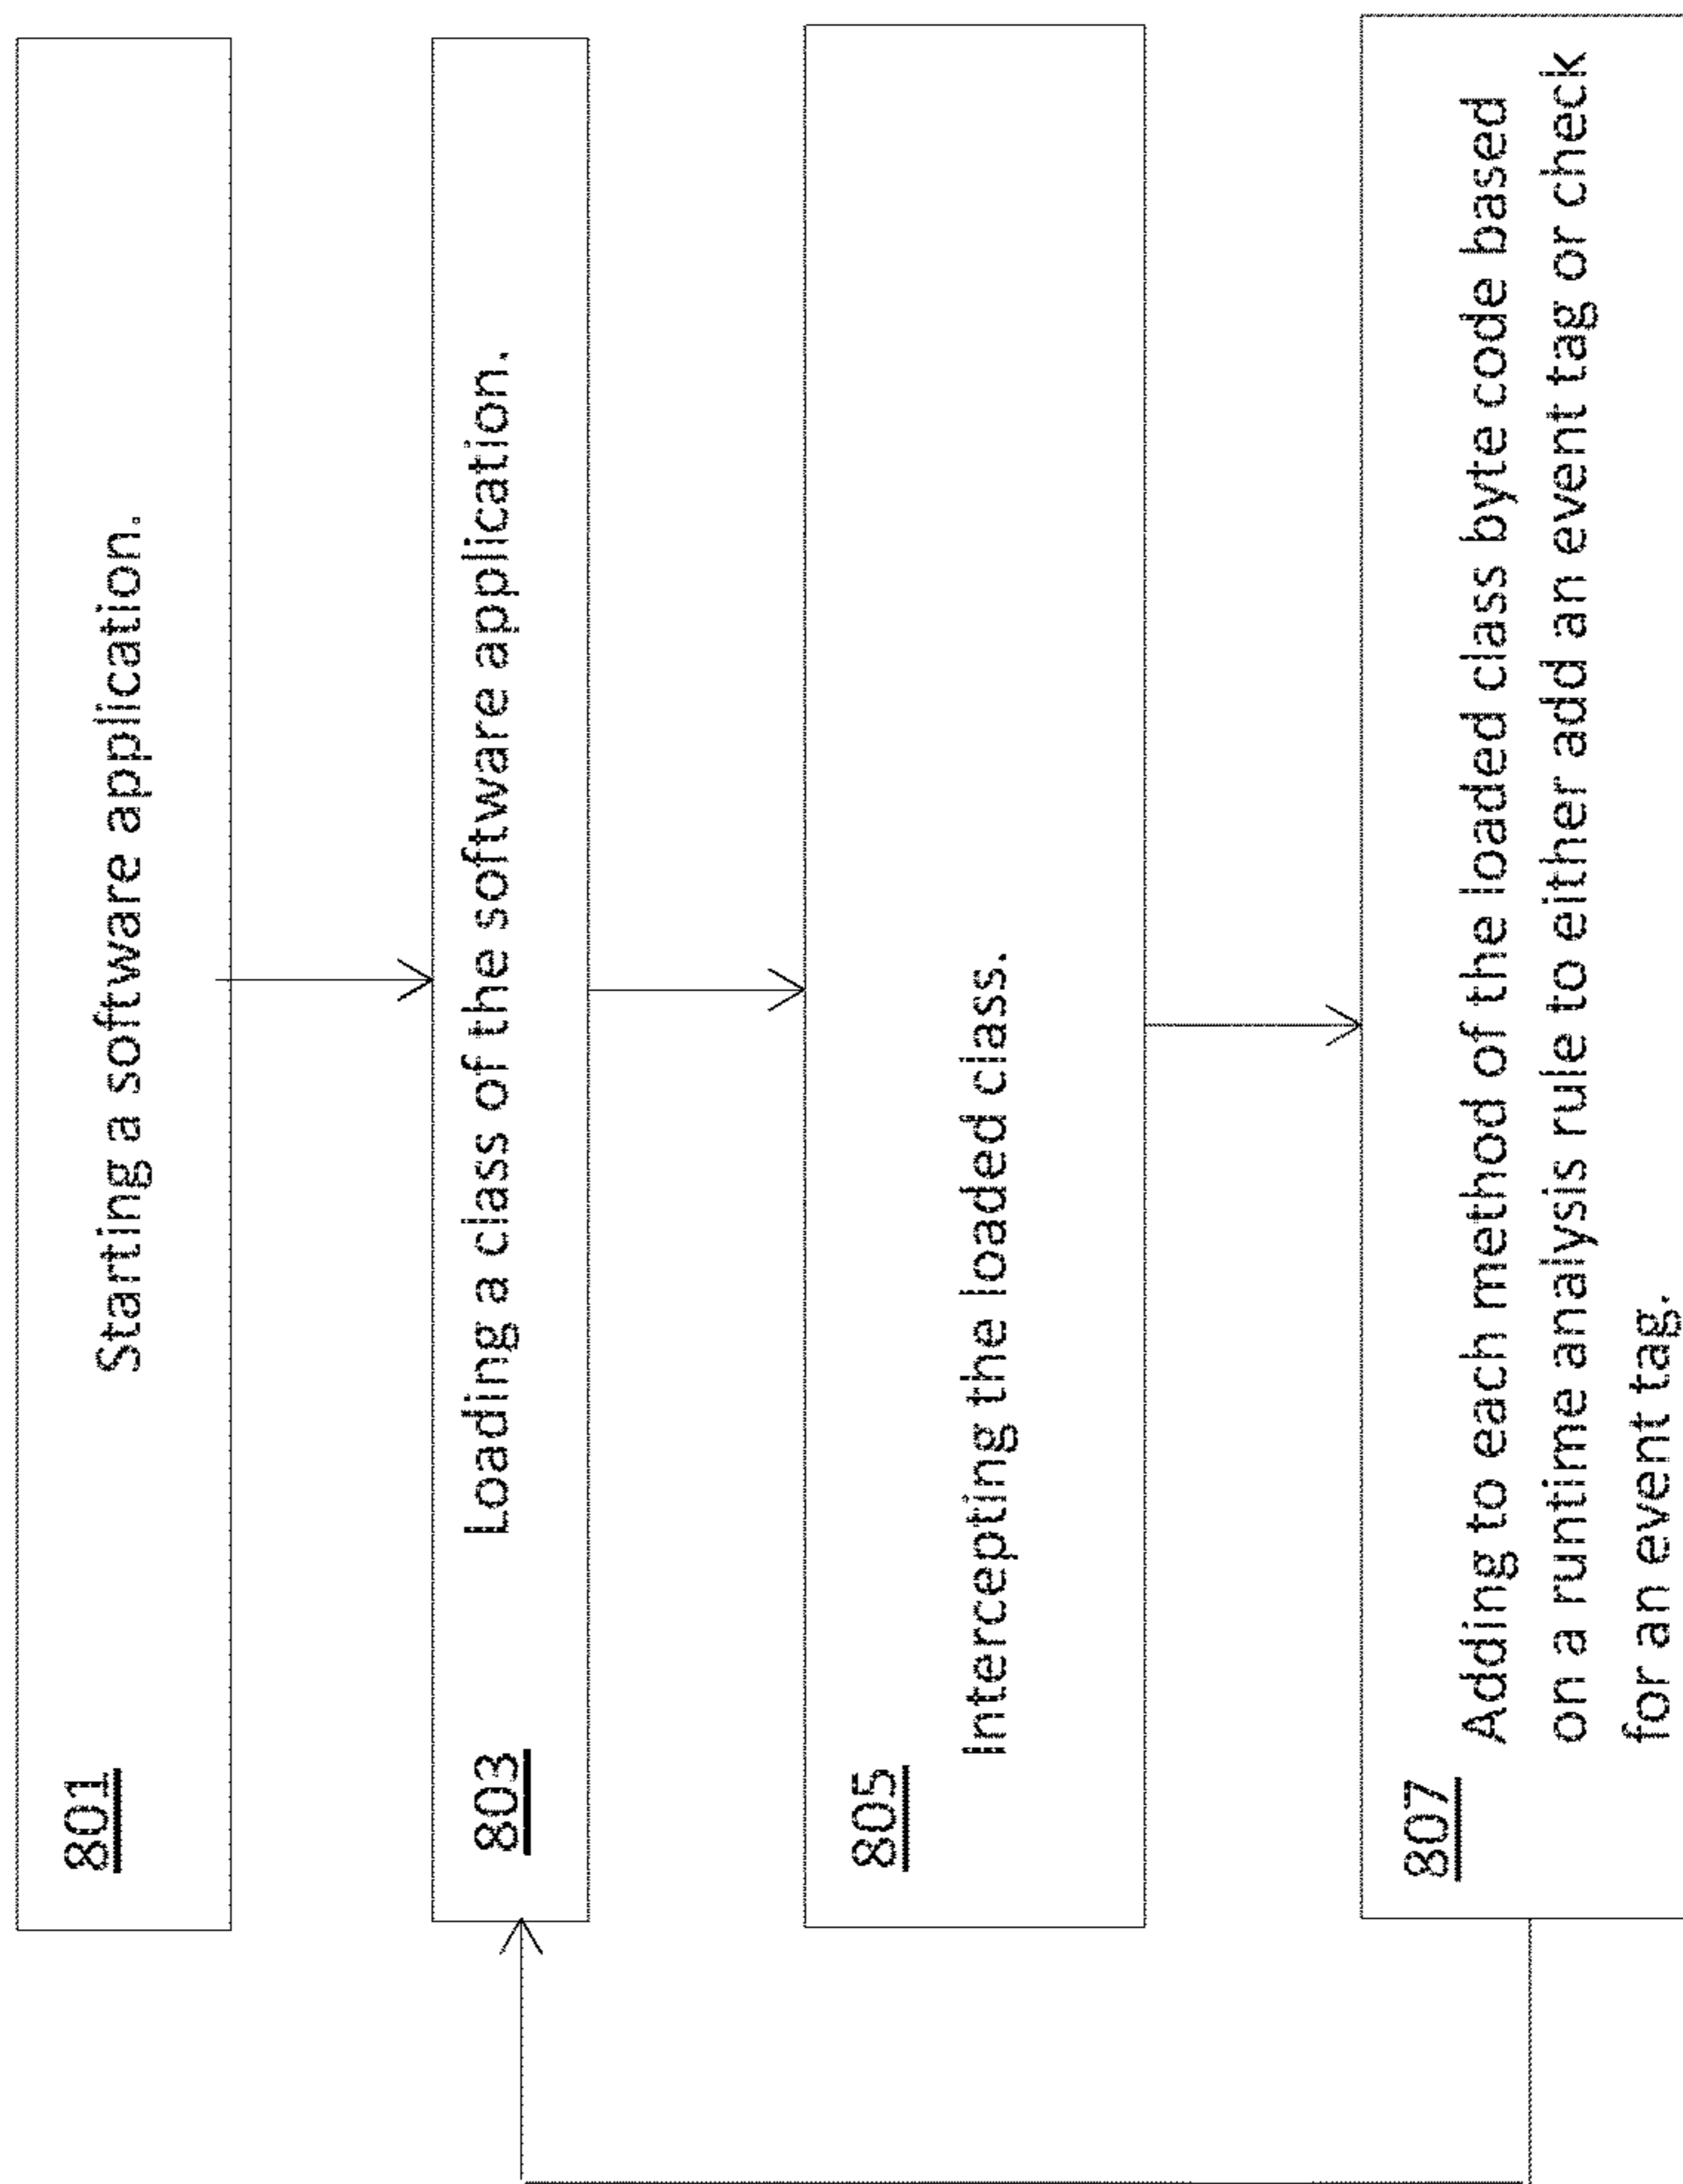 801
Starting a software application.
803
Loading a class of the software application.
805
Intercepting the loaded class.
807
Adding to each method of the loaded class byte code based
on a runtime analysis rule to either add an event tag or check
for an event tag.